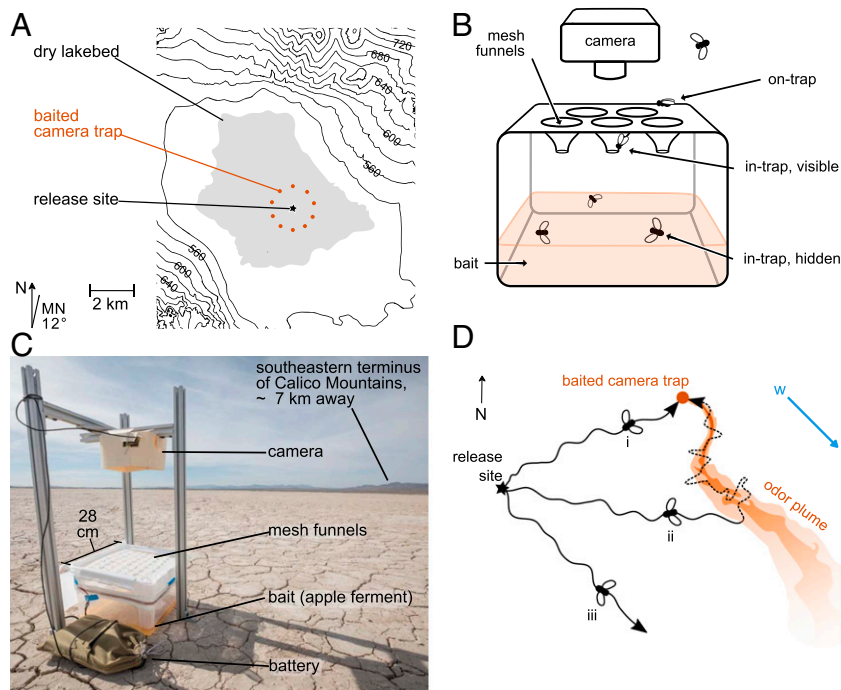 A
dry lakebed
baited
camera trap
release site
720
680
640
600
560
560
600
640
N
MN
12°
2 km
B
mesh
funnels
camera
on-trap
in-trap, visible
in-trap, hidden
bait
C
southeastern terminus
of Calico Mountains,
~ 7 km away
camera
28
cm
mesh funnels
bait (apple ferment)
battery
D
N
baited camera trap
w
release
site
i
ii
iii
odor plume